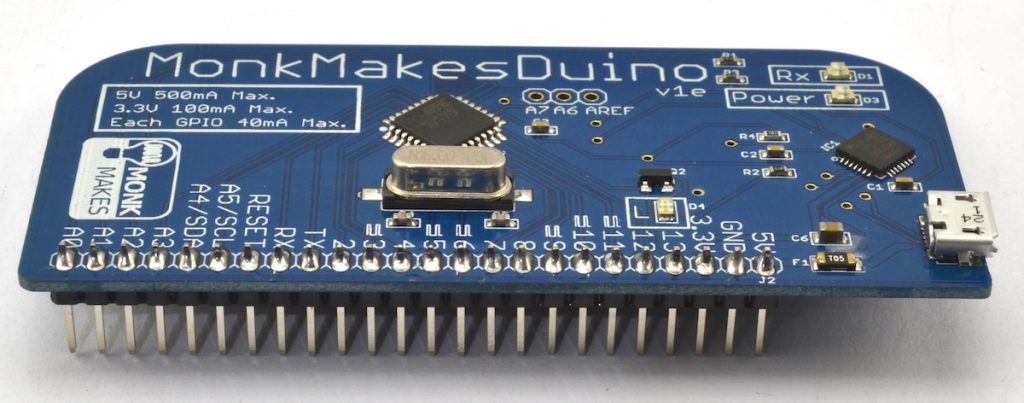 MonkMakesDuino
v1e
5V 500mA Max.
3.3V 100mA Max.
Each GPIO 40mA Max.
R1
Rx
D1
Power
D3
A7 A6 AREF
R4
C2
R2
C1
Q2
D4
L
C6
F1
T05
MONK
MAKES
A0
A1
A2
A3
A4/SDA
A5/SCL
RESET
RX
TX
2
=3
4
=5
=6
7
8
=9
=10
=11
12
13
3.3V
GND
5V
J2